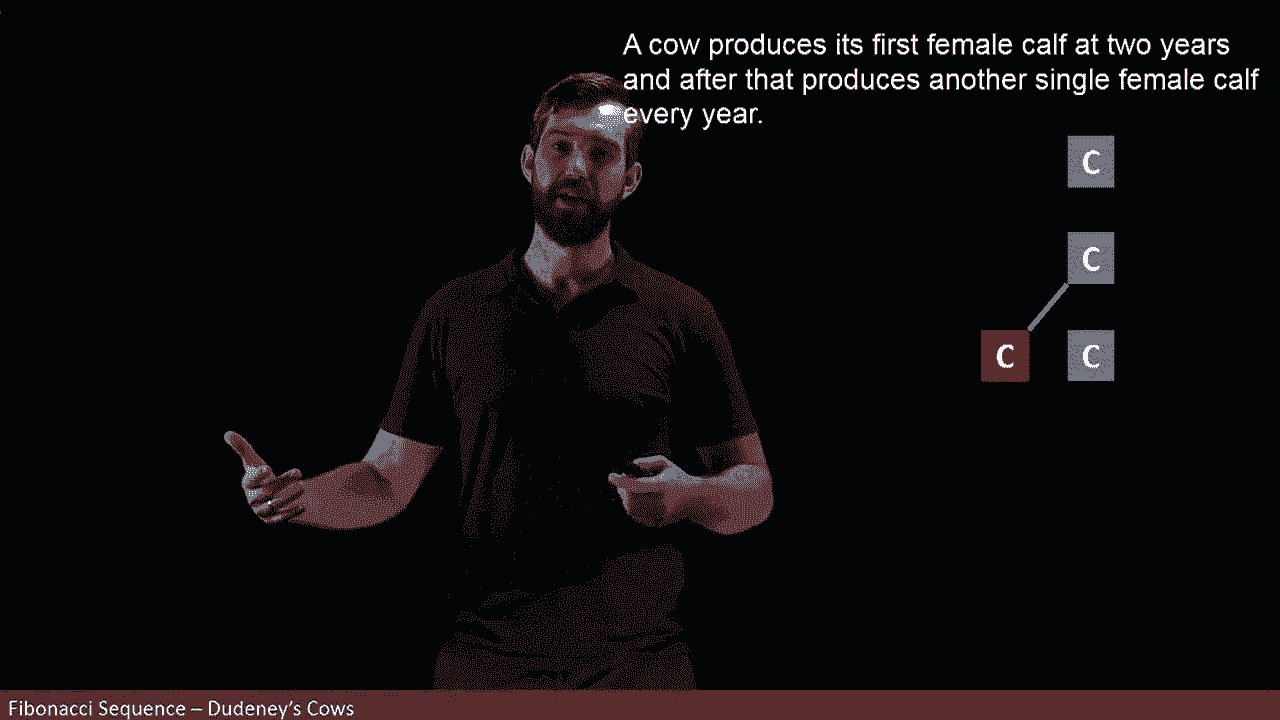 A cow produces its first female calf at two years
and after that produces another single female calf
every year.
C
C
C C
Fibonacci Sequence – Dudeney's Cows